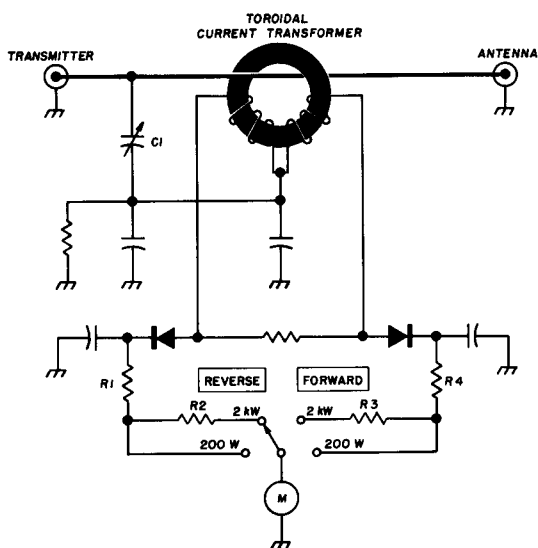 TOROIDAL
CURRENT TRANSFORMER
TRANSMITTER
ANTENNA
C1
R1
REVERSE
FORWARD
R4
R2
2 kW
2 kW
R3
200 W
200 W
M